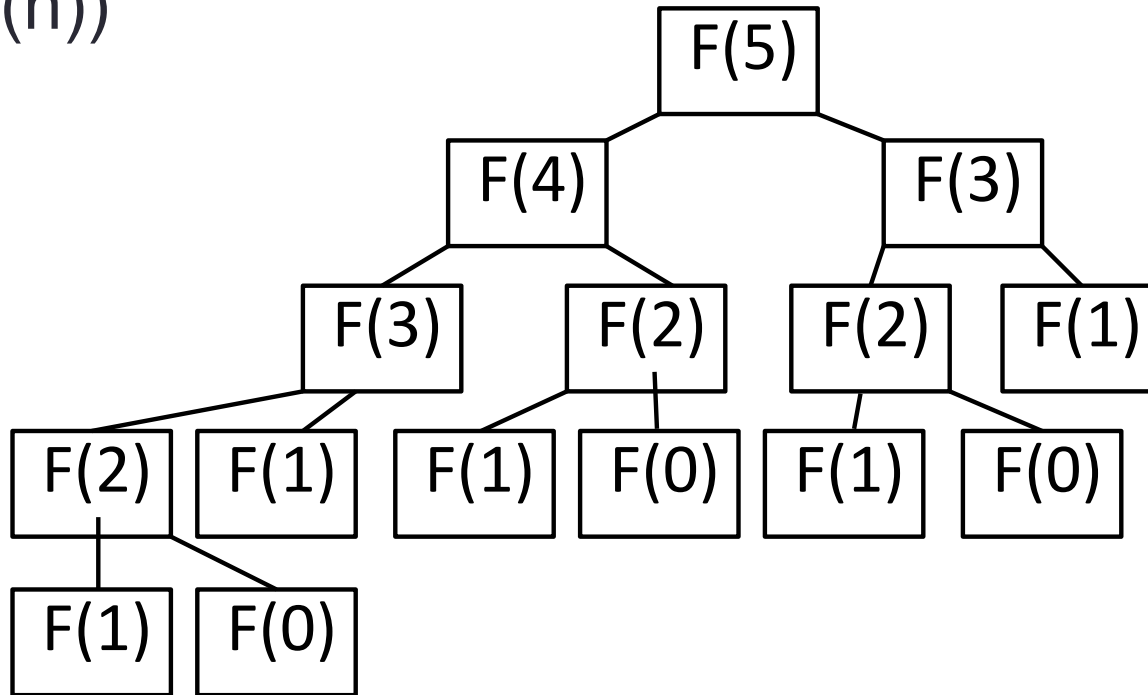 (n))
F(5)
F(4) F(3)
F(3) F(2) F(2) F(1)
F(2) F(1) F(1) F(0) F(1) F(0)
F(1) F(0)